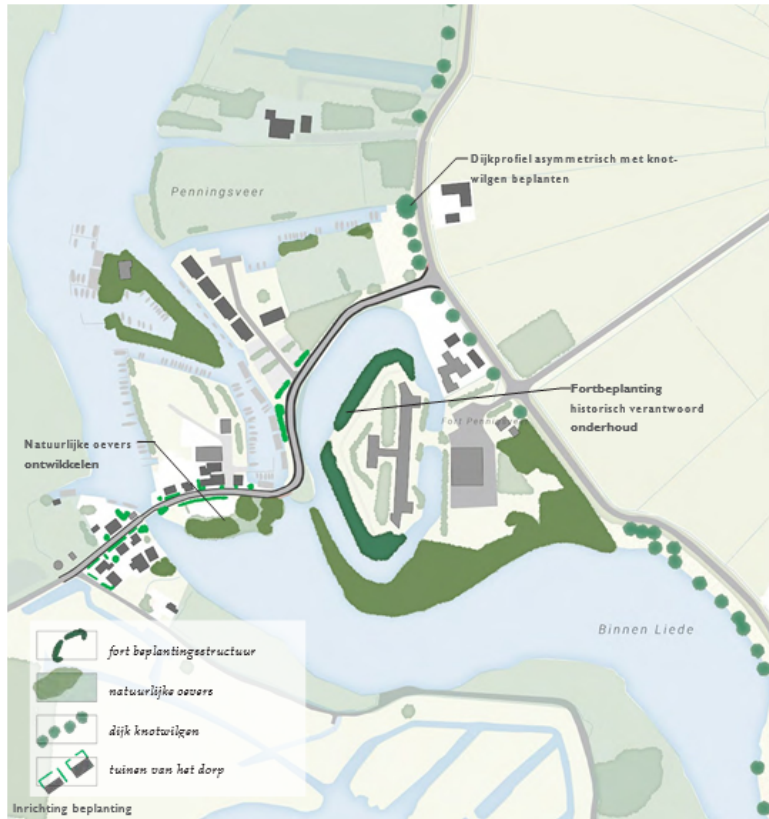 Dijkprofiel asymmetrisch met knot-
wilgen beplanten
Penningsveer
Fortbeplanting
historisch verantwoord
onderhoud
Fort Penningsveer
Natuurlijke oevers
ontwikkelen
Binnen Liede
fort beplantingsstructuur
natuurlijke oevers
dijk knotwilgen
tuinen van het dorp
Inrichting beplanting